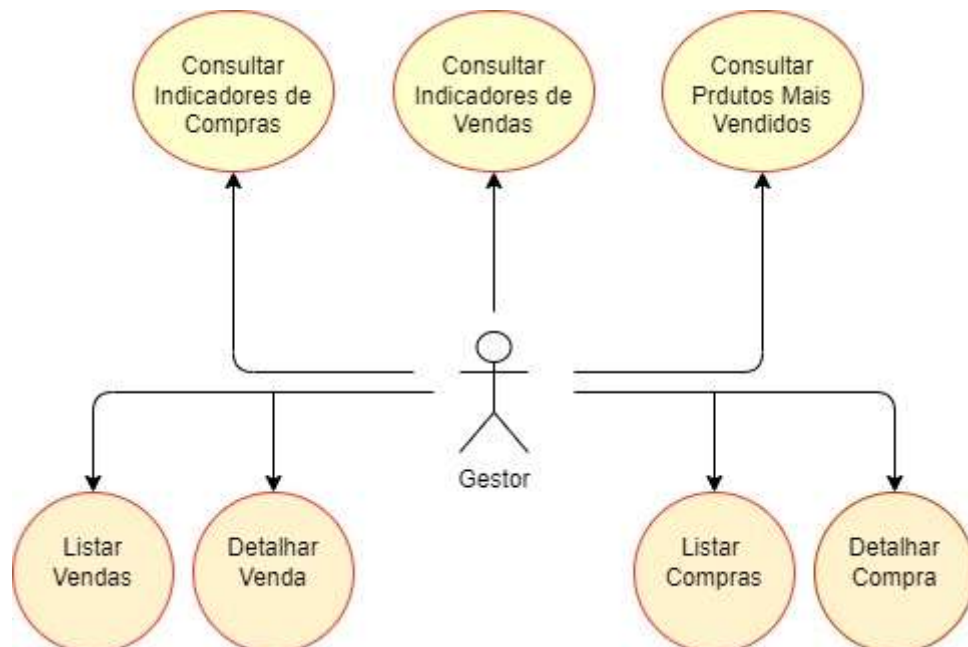 Consultar
Indicadores de
Compras
Consultar
Indicadores de
Vendas
Consultar
Prdutos Mais
Vendidos
Gestor
Listar
Vendas
Detalhar
Venda
Listar
Compras
Detalhar
Compra